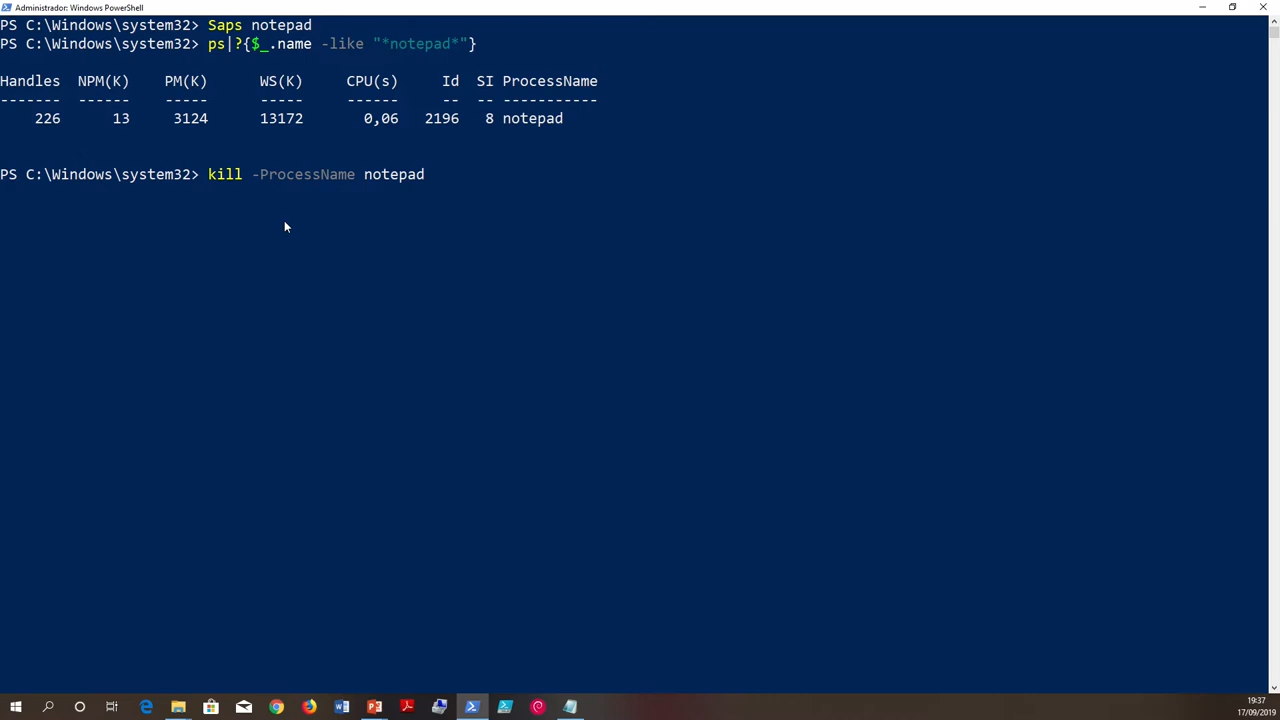 Administrador: Windows PowerShell
PS C:\Windows\system32> Saps notepad
PS C:\Windows\system32> ps|?{$_.name -like "*notepad*"}
Handles NPM(K) PM(K) WS(K) CPU(s) Id SI ProcessName
------- ------ ----- ----- ------ -- -- -----------
226 13 3124 13172 0,06 2196 8 notepad
PS C:\Windows\system32> kill -ProcessName notepad
19:37
17/09/2019